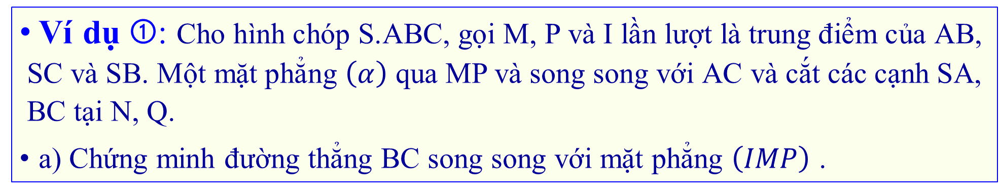 • Ví dụ ①: Cho hình chóp S.ABC, gọi M, P và I lần lượt là trung điểm của AB,
SC và SB. Một mặt phẳng (𝛼) qua MP và song song với AC và cắt các cạnh SA,
BC tại N, Q.
• a) Chứng minh đường thẳng BC song song với mặt phẳng (𝐼𝑀𝑃) .